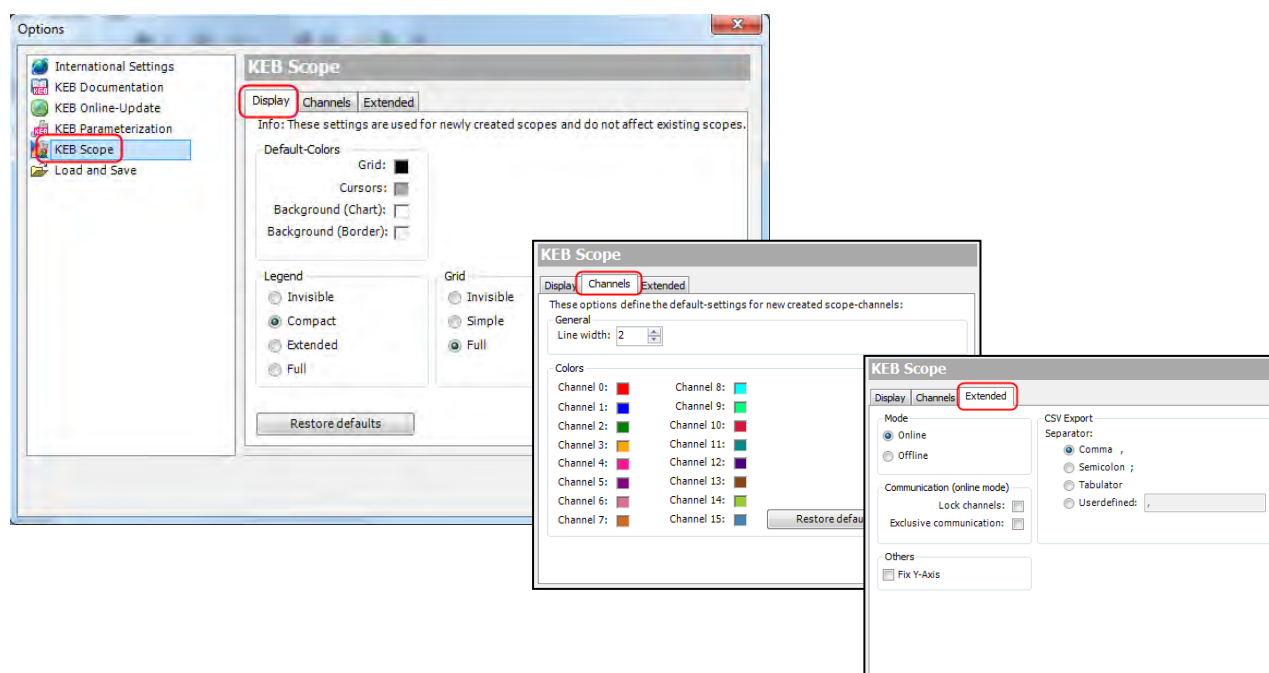 Options
International Settings
KEB Documentation
KEB Online-Update
KEB Parameterization
KEB Scope
Load and Save
KEB Scope
Display Channels Extended
Info: These settings are used for newly created scopes and do not affect existing scopes.
Default-Colors
Grid:
Cursors:
Background (Chart):
Background (Border):
Legend
Invisible
Compact
Extended
Full
Grid
Invisible
Simple
Full
Restore defaults
KEB Scope
Display Channels Extended
These options define the default-settings for new created scope-channels:
General
Line width: 2
Colors
Channel 0: Channel 8:
Channel 1: Channel 9:
Channel 2: Channel 10:
Channel 3: Channel 11:
Channel 4: Channel 12:
Channel 5: Channel 13:
Channel 6: Channel 14:
Channel 7: Channel 15:
Restore defau
KEB Scope
Display Channels Extended
Mode
Online
Offline
Communication (online mode)
Lock channels:
Exclusive communication:
Others
Fix Y-Axis
CSV Export
Separator:
Comma ,
Semicolon ;
Tabulator
Userdefined: ,